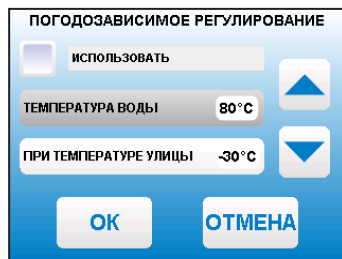 ПОГОДОЗАВИСИМОЕ РЕГУЛИРОВАНИЕ
ИСПОЛЬЗОВАТЬ
ТЕМПЕРАТУРА ВОДЫ 80°C
ПРИ ТЕМПЕРАТУРЕ УЛИЦЫ -30°C
ОК ОТМЕНА